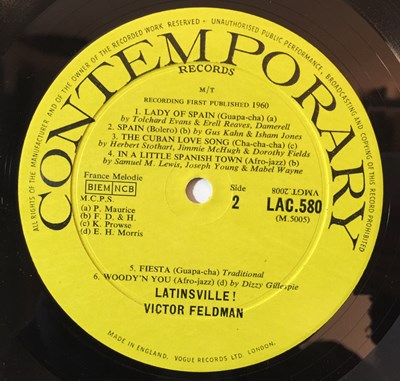 CONTEMPORARY
RECORDS
ALL RIGHTS OF THE MANUFACTURER AND OF THE OWNER OF THE RECORDED WORK RESERVED • UNAUTHORISED PUBLIC PERFORMANCE, BROADCASTING AND COPYING OF THIS RECORD PROHIBITED
M/T
RECORDING FIRST PUBLISHED 1960
1. LADY OF SPAIN (Guapa-cha) (a)
by Tolchard Evans & Erell Reaves, Damerell
2. SPAIN (Bolero) (b) by Gus Kahn & Isham Jones
3. THE CUBAN LOVE SONG (Cha-cha-cha) (c)
by Herbert Stothart, Jimmie McHugh & Dorothy Fields
4. IN A LITTLE SPANISH TOWN (Afro-jazz) (b)
by Samuel M. Lewis, Joseph Young & Mabel Wayne
France Melodie
BIEM NCB
M.C.P.S.
(a) P. Maurice
(b) F. D. & H.
(c) K. Prowse
(d) E. H. Morris
Side
2
VMGT.2008
LAC.580
(M.5005)
5. FIESTA (Guapa-cha) Traditional
6. WOODY'N YOU (Afro-jazz) (d) by Dizzy Gillespie
LATINSVILLE!
VICTOR FELDMAN
MADE IN ENGLAND. VOGUE RECORDS LTD. LONDON